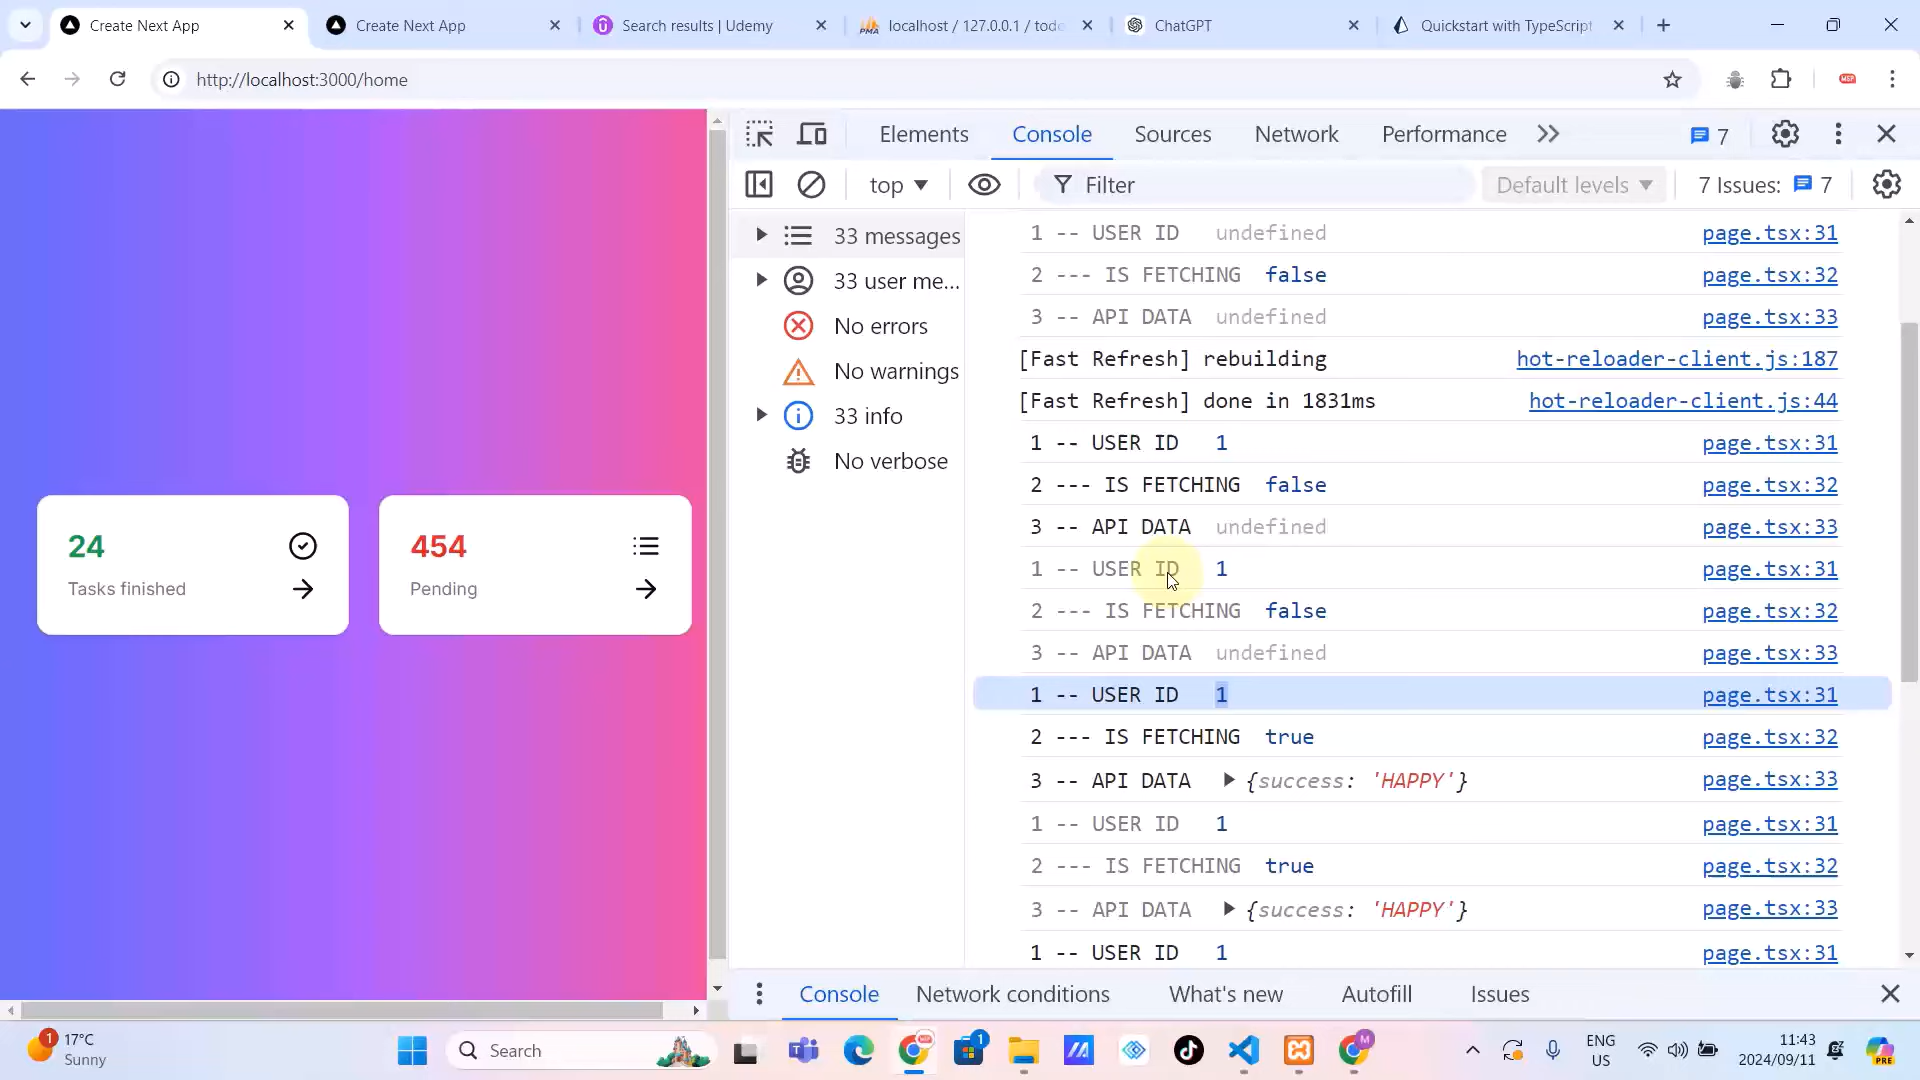 Create Next App
Create Next App
Search results | Udemy
PMA
localhost / 127.0.0.1 / tode
ChatGPT
Quickstart with TypeScript
http://localhost:3000/home
Elements
Console
Sources
Network
Performance
7
top
Filter
Default levels
7 Issues:
7
33 messages
33 user me...
No errors
No warnings
33 info
No verbose
1 -- USER ID undefined page.tsx:31
2 --- IS FETCHING false page.tsx:32
3 -- API DATA undefined page.tsx:33
[Fast Refresh] rebuilding hot-reloader-client.js:187
[Fast Refresh] done in 1831ms hot-reloader-client.js:44
1 -- USER ID 1 page.tsx:31
2 --- IS FETCHING false page.tsx:32
3 -- API DATA undefined page.tsx:33
1 -- USER ID 1 page.tsx:31
2 --- IS FETCHING false page.tsx:32
3 -- API DATA undefined page.tsx:33
1 -- USER ID 1 page.tsx:31
2 --- IS FETCHING true page.tsx:32
3 -- API DATA {success: 'HAPPY'} page.tsx:33
1 -- USER ID 1 page.tsx:31
2 --- IS FETCHING true page.tsx:32
3 -- API DATA {success: 'HAPPY'} page.tsx:33
1 -- USER ID 1 page.tsx:31
24
Tasks finished
454
Pending
Console
Network conditions
What's new
Autofill
Issues
1
17°C
Sunny
Search
1
M
ENG
US
11:43
2024/09/11
PRE